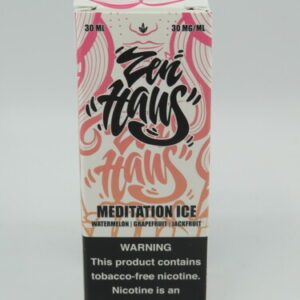 30 ML 30 MG/ML
Zen
Haus
Zen
Haus
MEDITATION ICE
WATERMELON | GRAPEFRUIT | JACKFRUIT
WARNING
This product contains
tobacco-free nicotine.
Nicotine is an